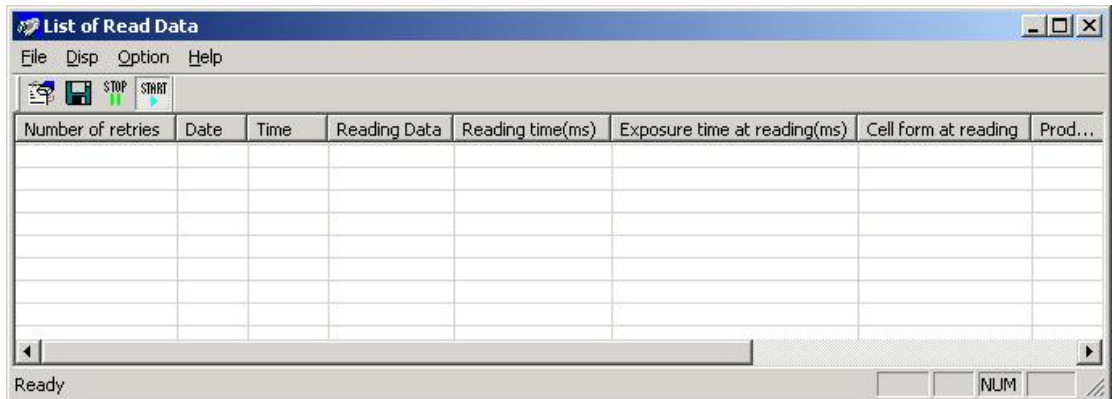 List of Read Data
File Disp Option Help
STOP START
Number of retries Date Time Reading Data Reading time(ms) Exposure time at reading(ms) Cell form at reading Prod...
Ready NUM